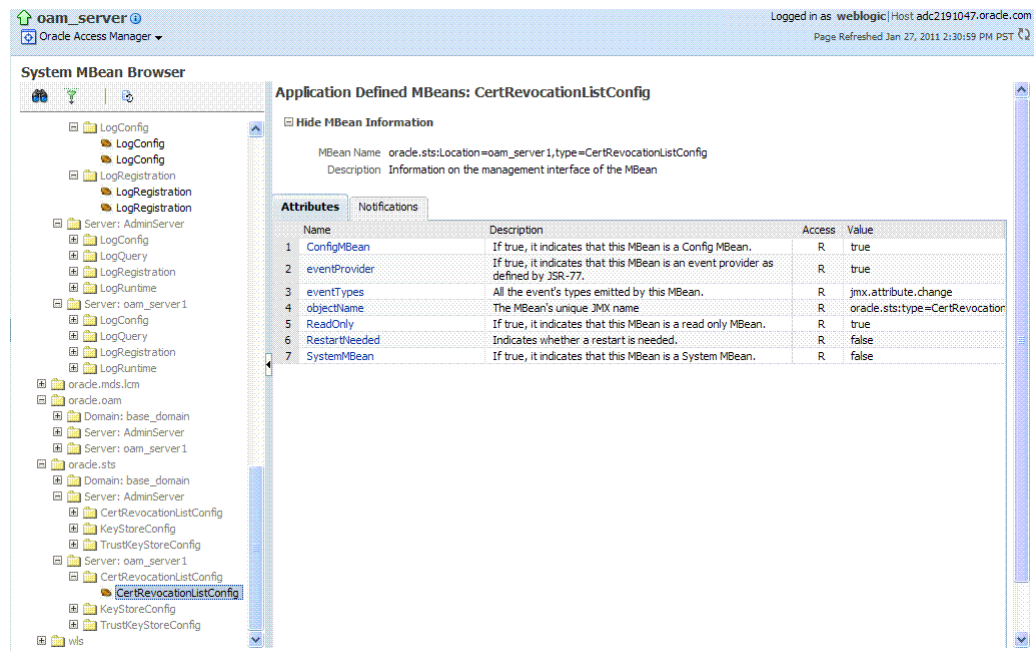 oam_server
Logged in as weblogic|Host adc2191047.oracle.com
Oracle Access Manager
Page Refreshed Jan 27, 2011 2:30:59 PM PST
System MBean Browser
LogConfig
LogConfig
LogConfig
LogRegistration
LogRegistration
LogRegistration
Server: AdminServer
LogConfig
LogQuery
LogRegistration
LogRuntime
Server: oam_server1
LogConfig
LogQuery
LogRegistration
LogRuntime
oracle.mds.lcm
oracle.oam
Domain: base_domain
Server: AdminServer
Server: oam_server1
oracle.sts
Domain: base_domain
Server: AdminServer
CertRevocationListConfig
KeyStoreConfig
TrustKeyStoreConfig
Server: oam_server1
CertRevocationListConfig
CertRevocationListConfig
KeyStoreConfig
TrustKeyStoreConfig
wls
Application Defined MBeans: CertRevocationListConfig
Hide MBean Information
MBean Name oracle.sts:Location=oam_server1,type=CertRevocationListConfig
Description Information on the management interface of the MBean
Attributes Notifications
Name Description Access Value
1 ConfigMBean If true, it indicates that this MBean is a Config MBean. R true
2 eventProvider If true, it indicates that this MBean is an event provider as defined by JSR-77. R true
3 eventTypes All the event's types emitted by this MBean. R jmx.attribute.change
4 objectName The MBean's unique JMX name R oracle.sts:type=CertRevocation
5 ReadOnly If true, it indicates that this MBean is a read only MBean. R true
6 RestartNeeded Indicates whether a restart is needed. R false
7 SystemMBean If true, it indicates that this MBean is a System MBean. R false